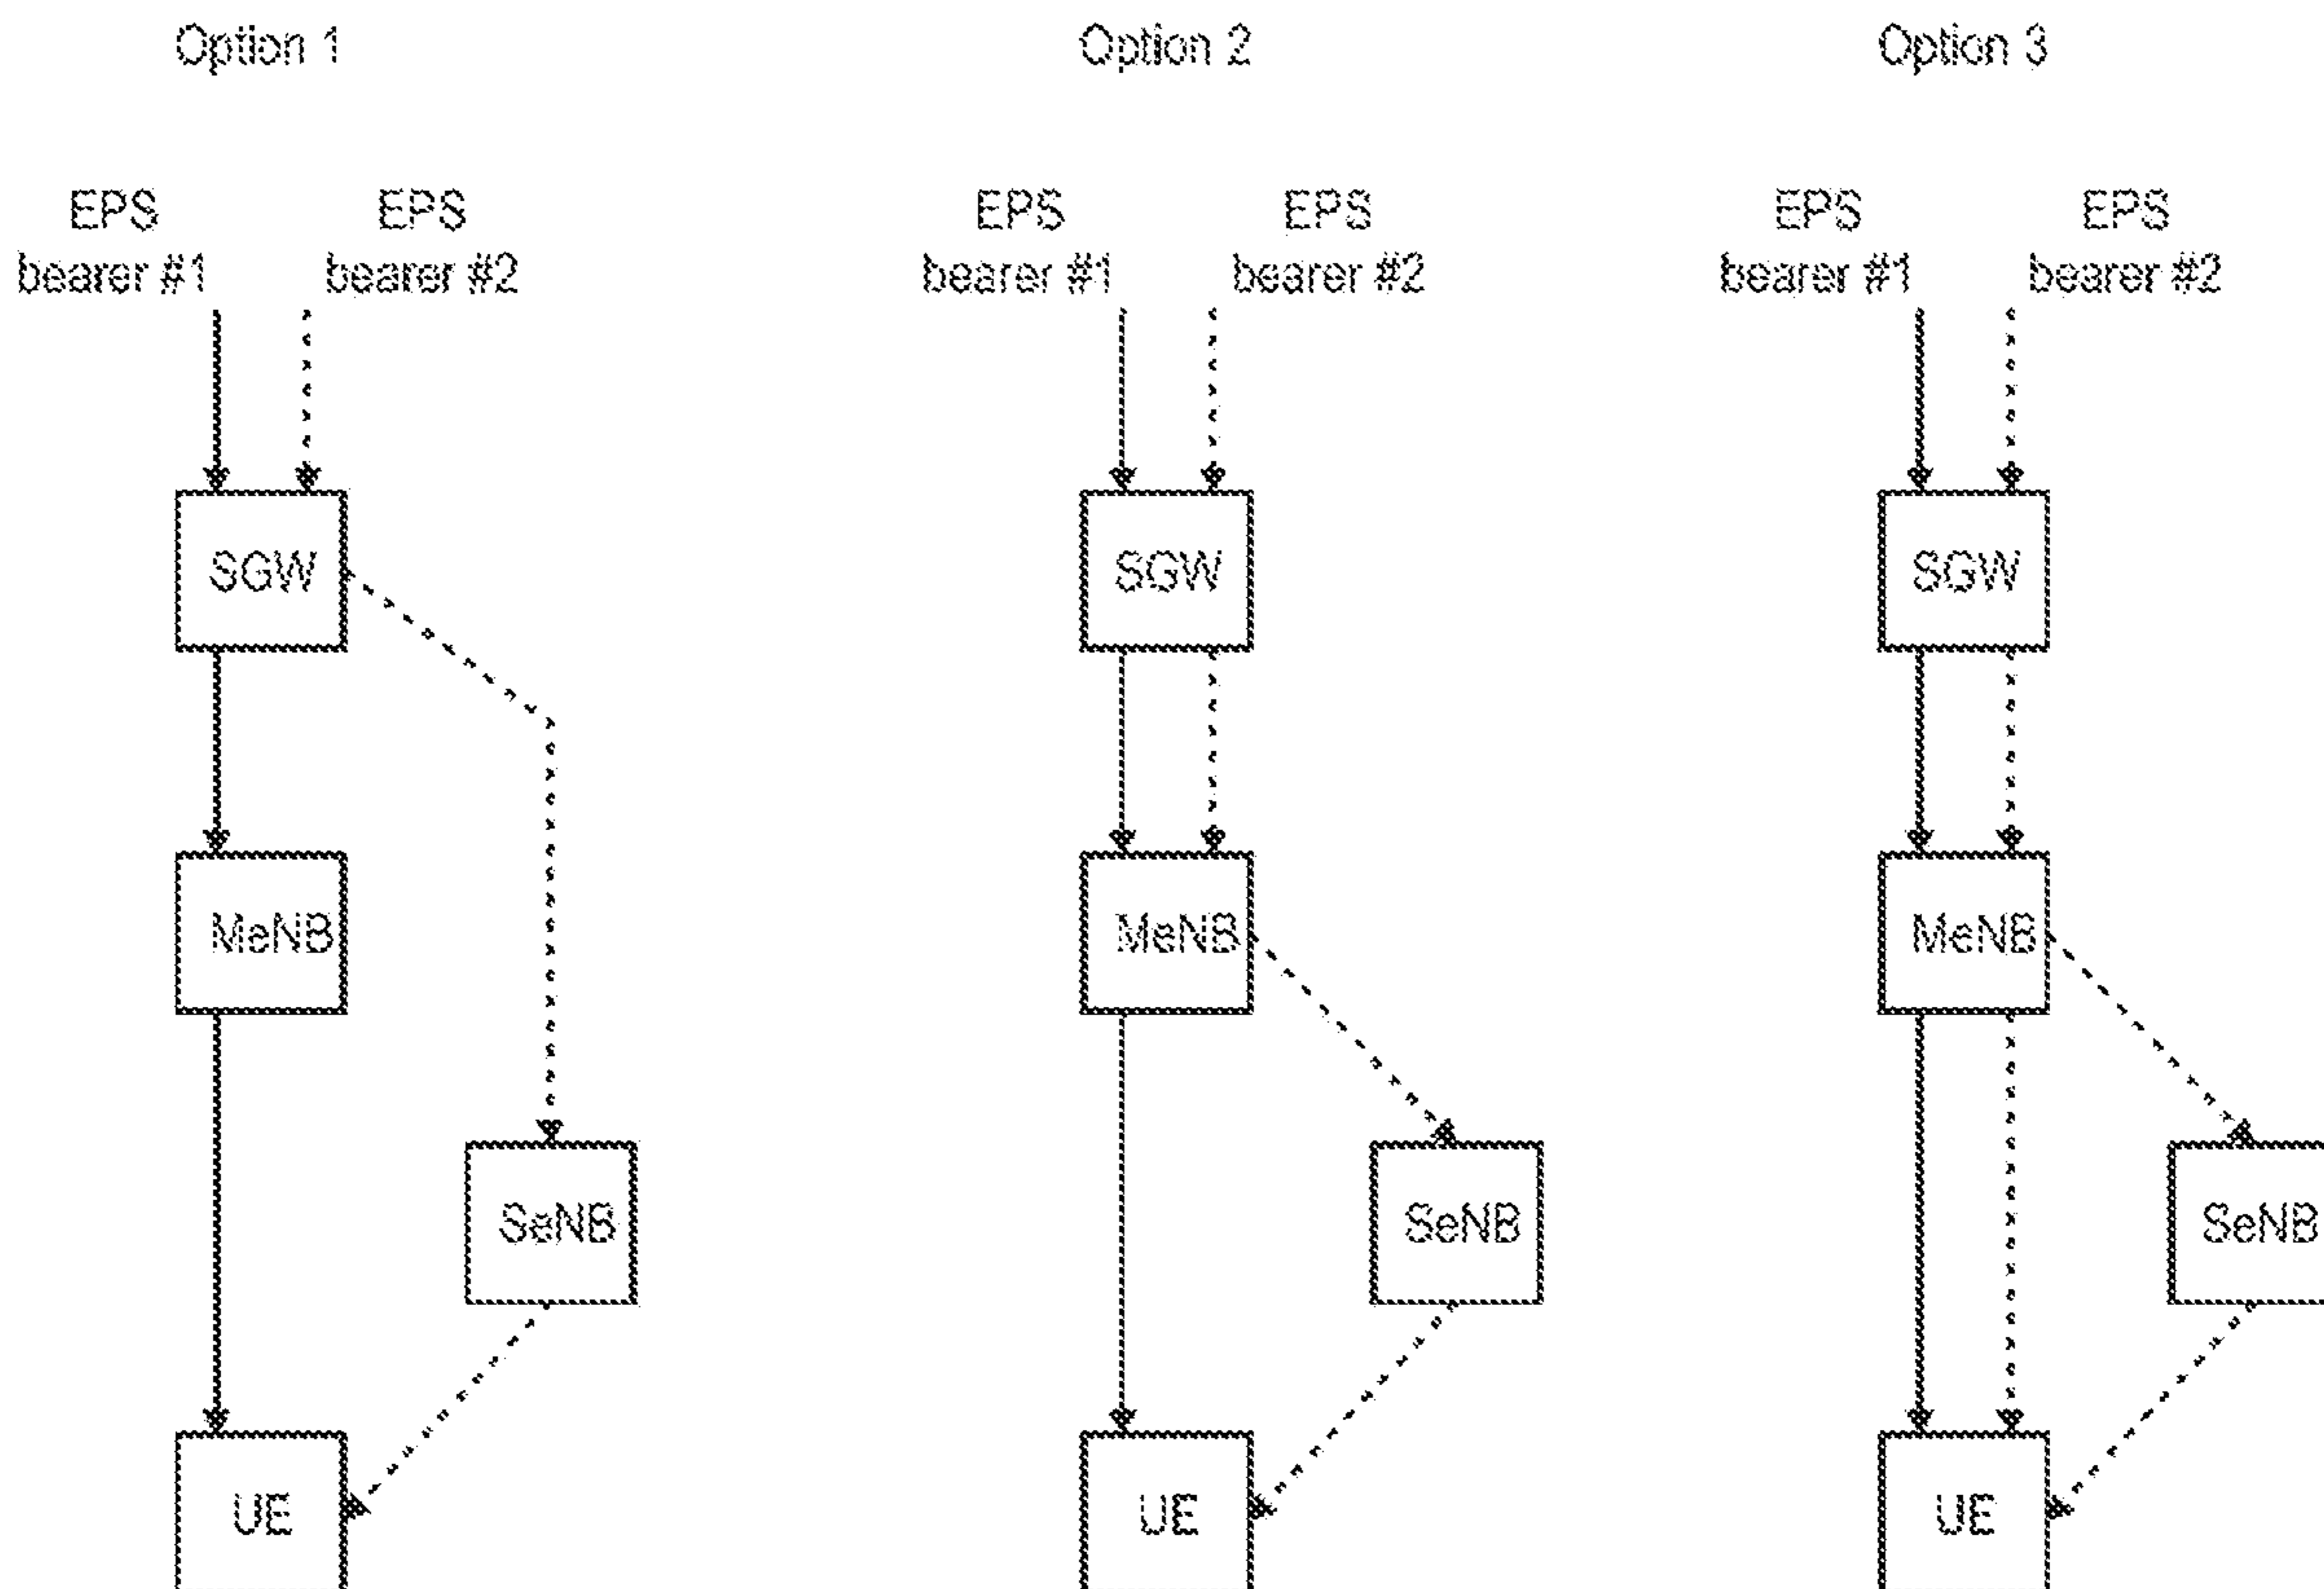 Option 1
Option 2
Option 3
EPS
bearer #1
EPS
bearer #2
EPS
bearer #1
EPS
bearer #2
EPS
bearer #1
EPS
bearer #2
SGW
SGW
SGW
MeNB
MeNB
MeNB
SeNB
SeNB
SeNB
UE
UE
UE